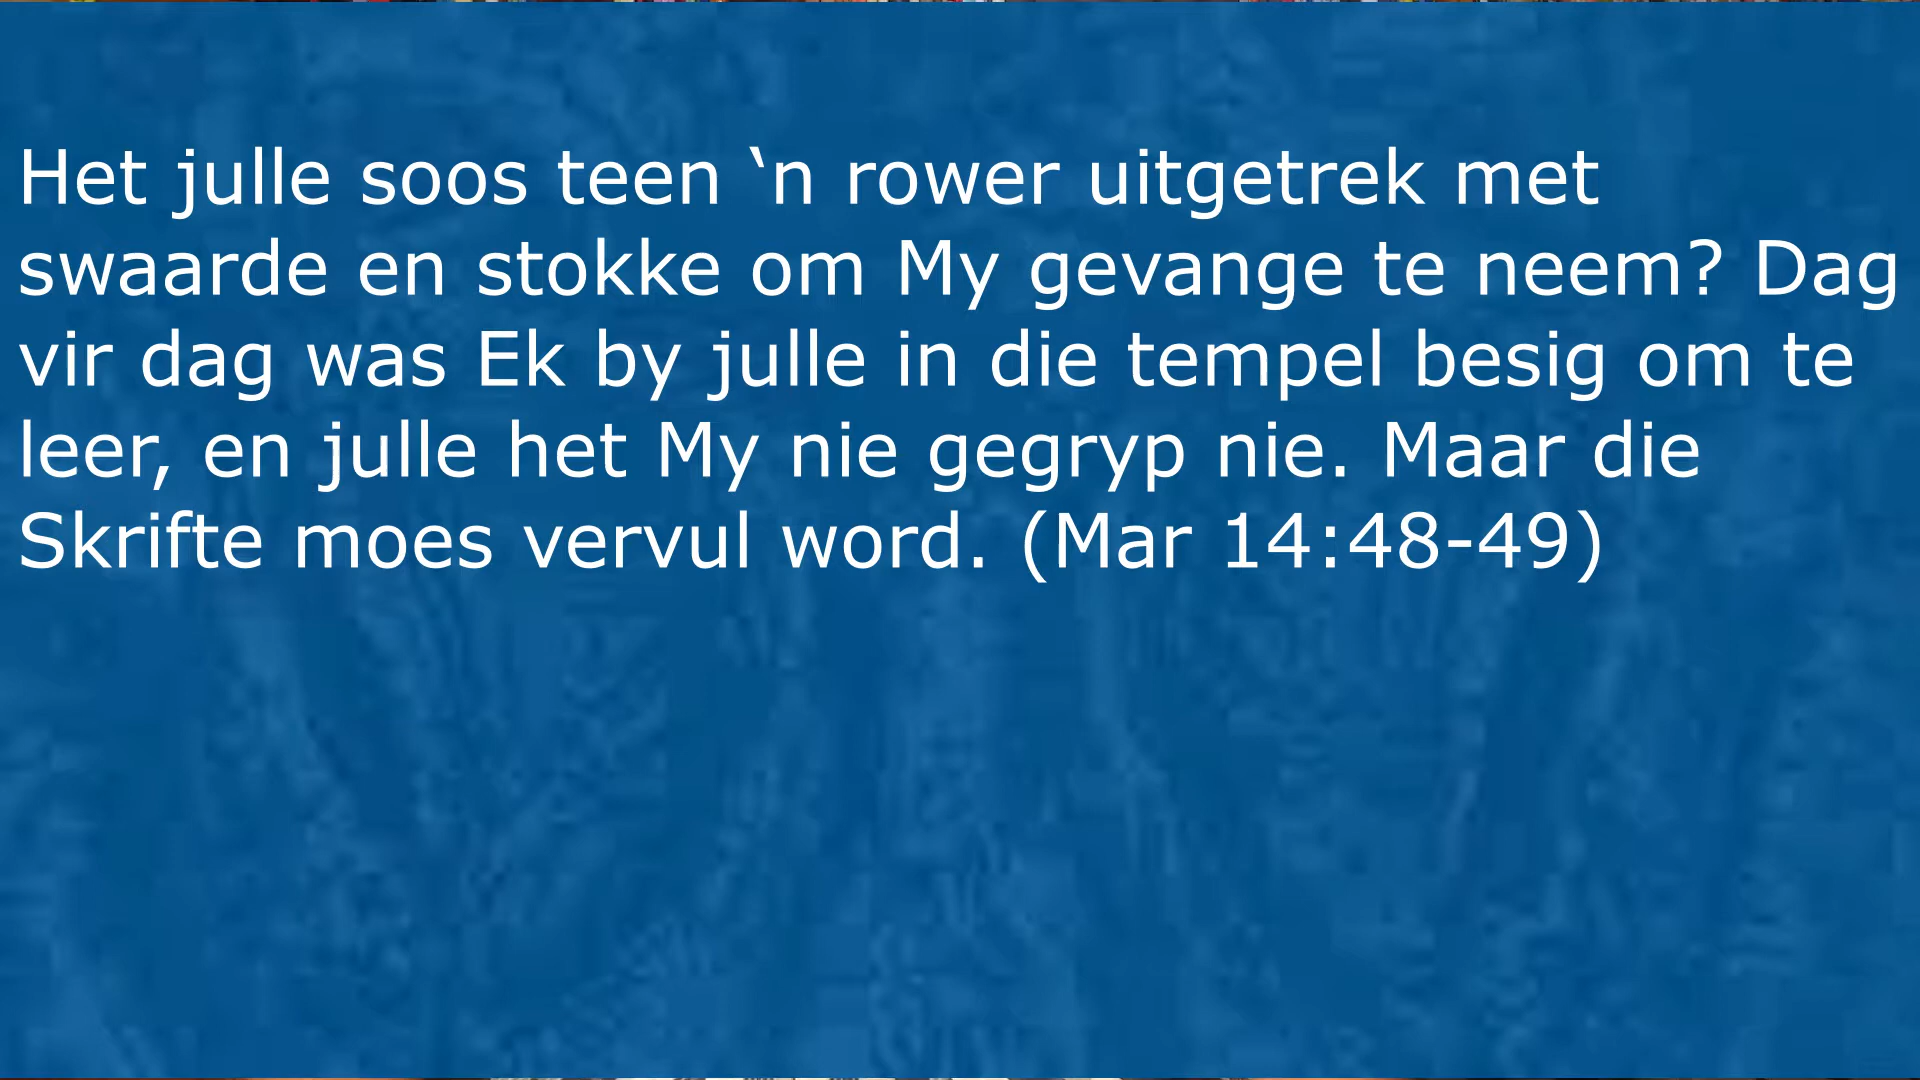 Het julle soos teen ‘n rower uitgetrek met
swaarde en stokke om My gevange te neem? Dag
vir dag was Ek by julle in die tempel besig om te
leer, en julle het My nie gegryp nie. Maar die
Skrifte moes vervul word. (Mar 14:48-49)